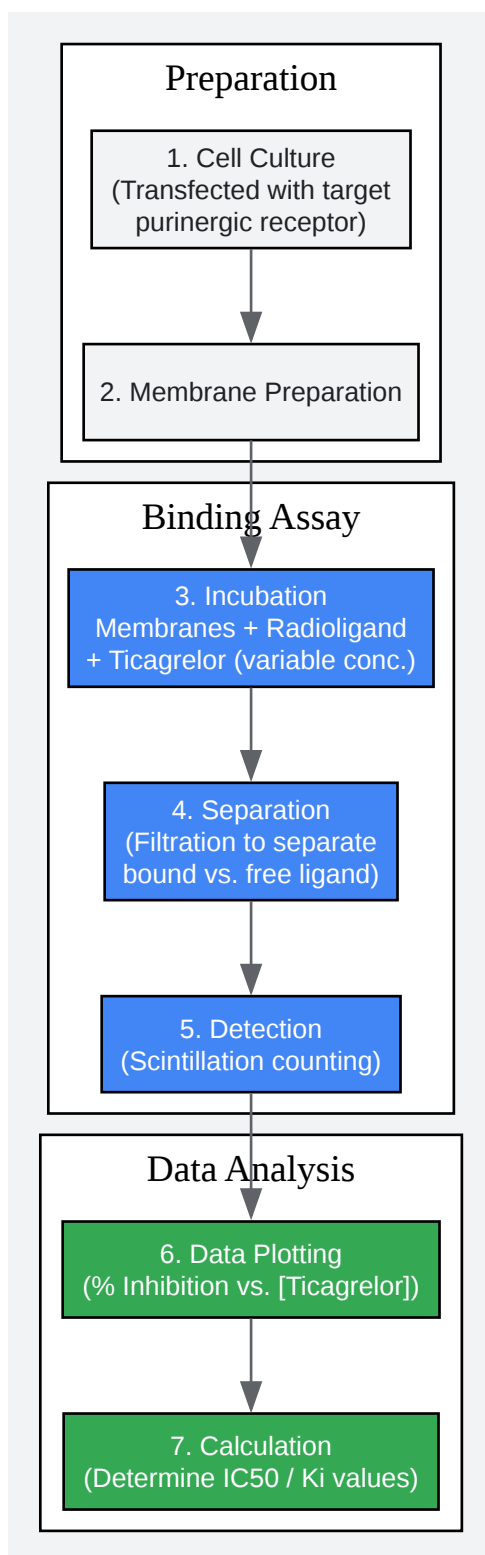 Preparation
1. Cell Culture
(Transfected with target
purinergic receptor)
2. Membrane Preparation
Binding Assay
3. Incubation
Membranes + Radioligand
+ Ticagrelor (variable conc.)
4. Separation
(Filtration to separate
bound vs. free ligand)
5. Detection
(Scintillation counting)
Data Analysis
6. Data Plotting
(% Inhibition vs. [Ticagrelor])
7. Calculation
(Determine IC50 / Ki values)